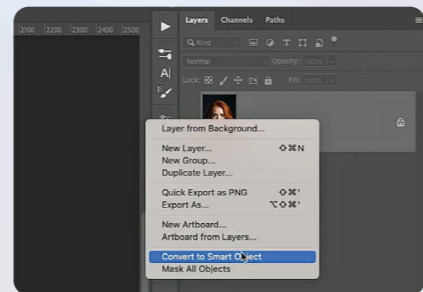 2100 2200 2300 2400 2500
Layers Channels Paths
Kind
Normal Opacity: 100%
Lock: Fill: 100%
Layer from Background...
New Layer... ⇧⌘N
New Group...
Duplicate Layer...
Quick Export as PNG ⇧⌘'
Export As... ⌥⇧⌘'
New Artboard...
Artboard from Layers...
Convert to Smart Object
Mask All Objects